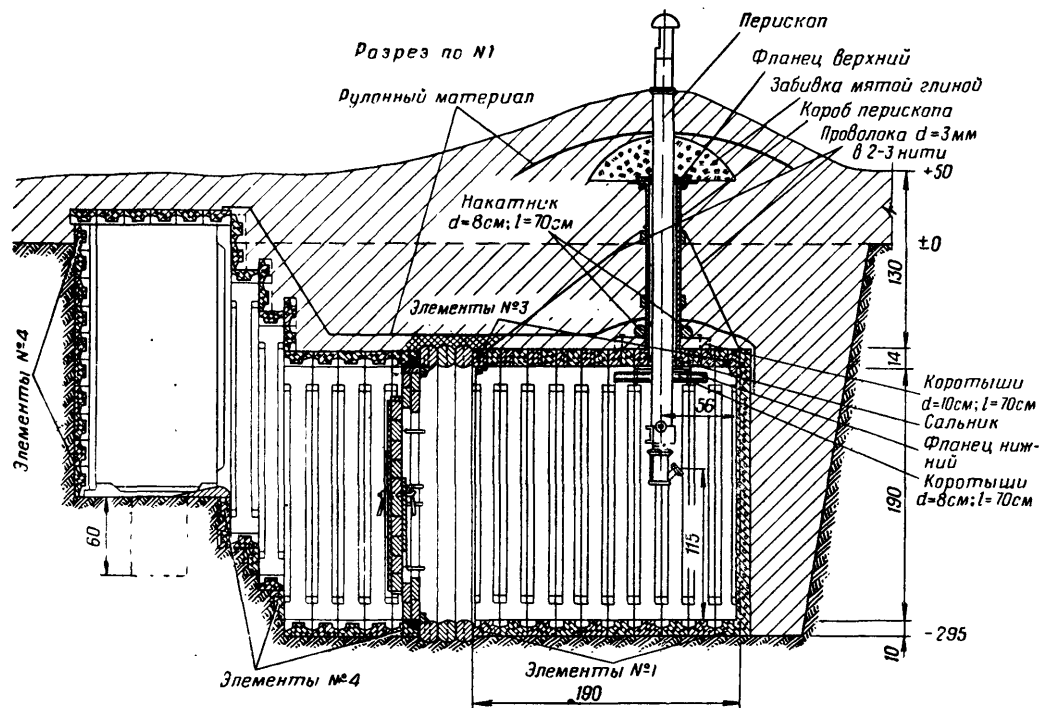 Разрез по N1
Рулонный материал
Перископ
Фланец верхний
Забивка мятой глиной
Короб перископа
Проволока d=3мм
в 2-3 нити
+50
Накатник
d=8см; l=70см
±0
130
Элементы №3
Элементы №4
14
Коротыши
d=10см; l=70см
Сальник
Фланец ниж-
ний
Коротыши
d=8см; l=70см
56
190
60
115
-295
10
Элементы №4
Элементы №1
190